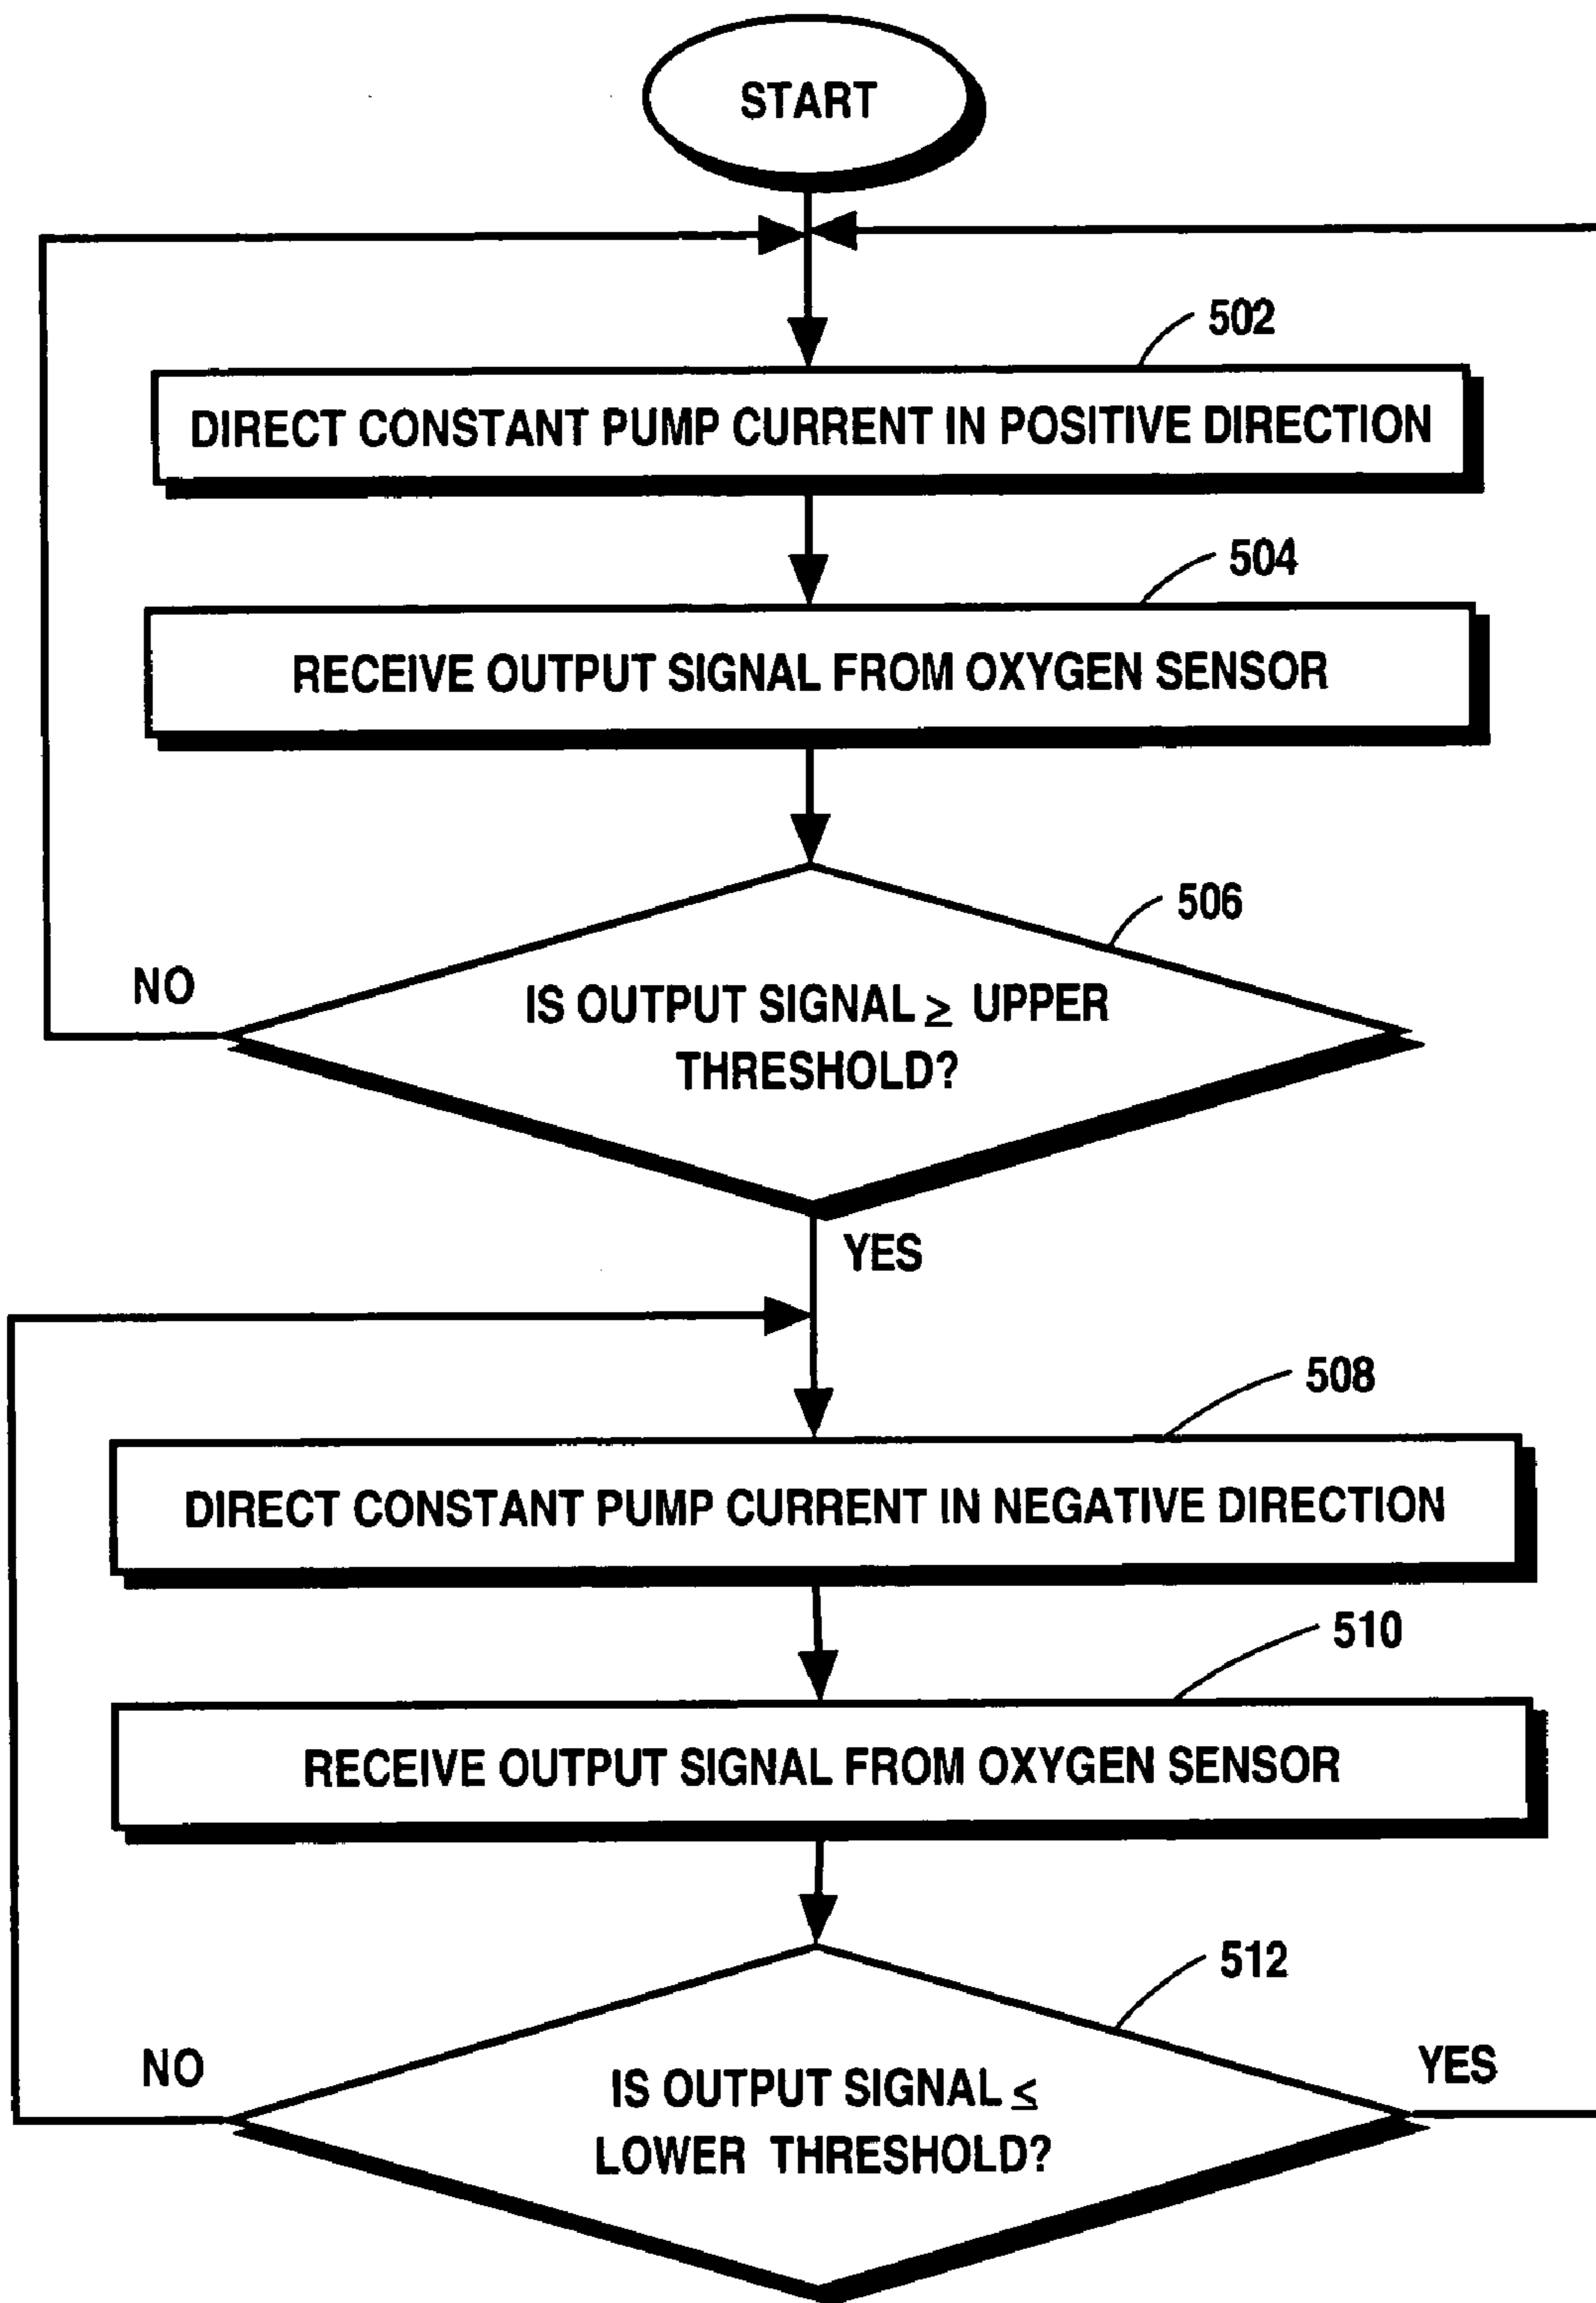 START
502
DIRECT CONSTANT PUMP CURRENT IN POSITIVE DIRECTION
504
RECEIVE OUTPUT SIGNAL FROM OXYGEN SENSOR
506
NO
IS OUTPUT SIGNAL ≥ UPPER
THRESHOLD?
YES
508
DIRECT CONSTANT PUMP CURRENT IN NEGATIVE DIRECTION
510
RECEIVE OUTPUT SIGNAL FROM OXYGEN SENSOR
512
NO
YES
IS OUTPUT SIGNAL ≤
LOWER THRESHOLD?